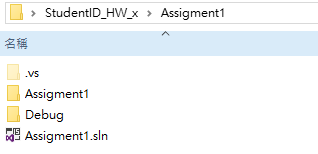 StudentID_HW_x > Assigment1
名稱
.vs
Assigment1
Debug
Assigment1.sln